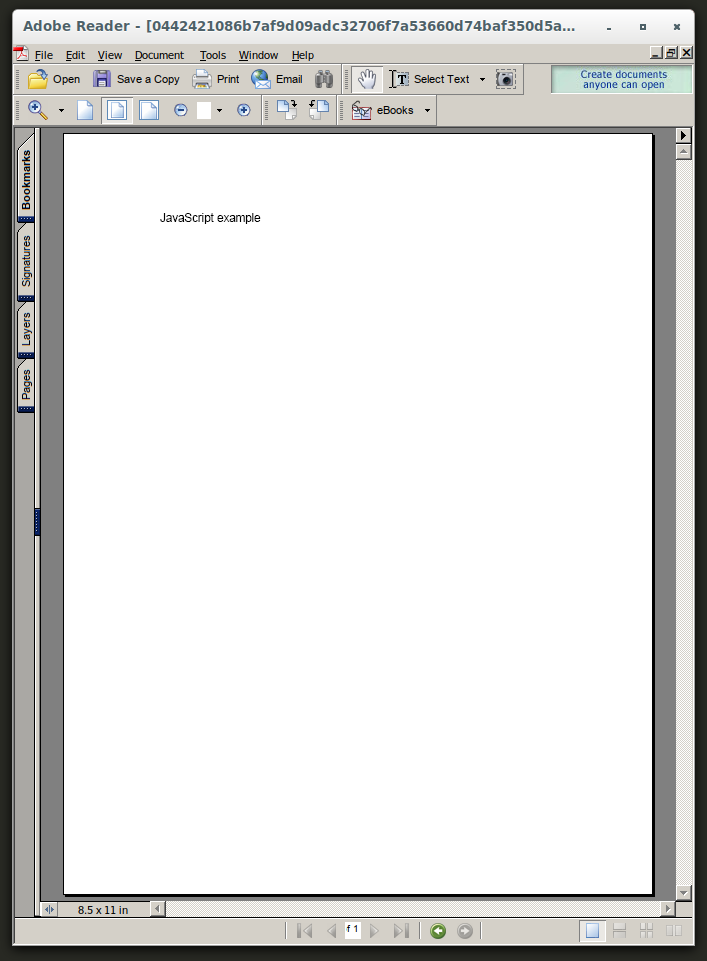 Adobe Reader - [0442421086b7af9d09adc32706f7a53660d74baf350d5a...
File Edit View Document Tools Window Help
Open Save a Copy Print Email Select Text
Create documents
anyone can open
eBooks
Bookmarks
Signatures
Layers
Pages
JavaScript example
8.5 x 11 in
f 1